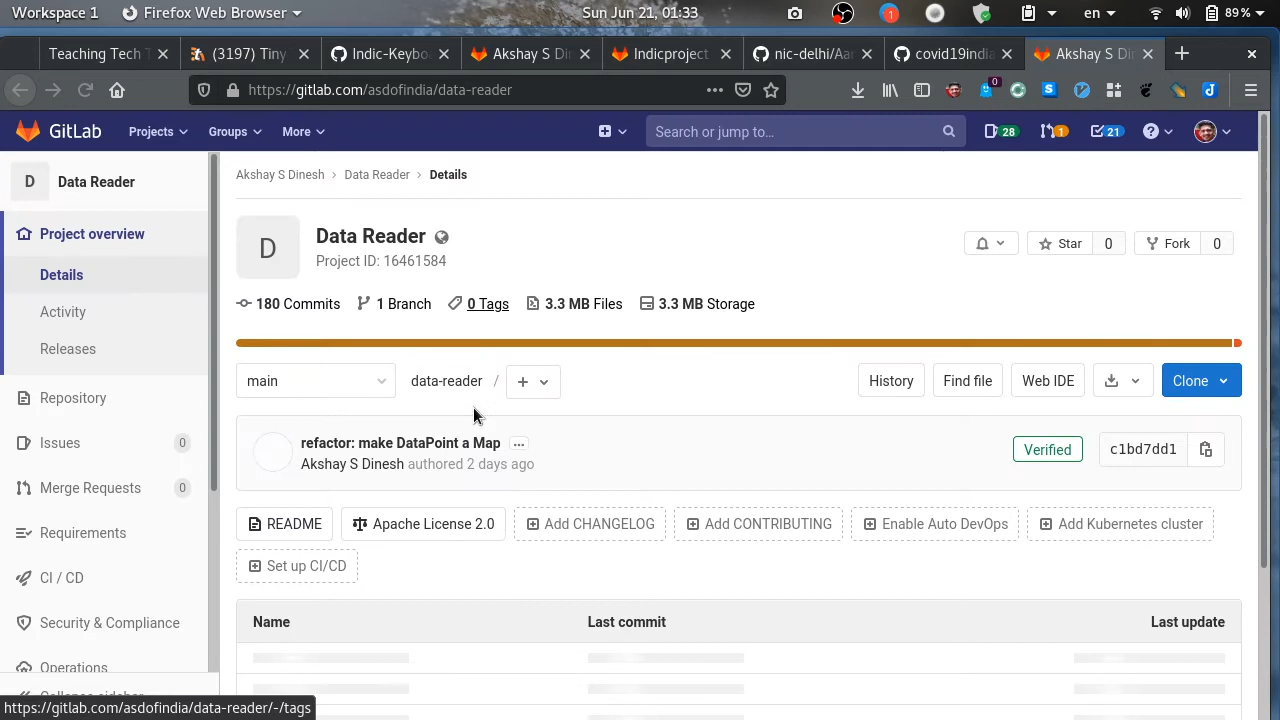 Workspace 1
Firefox Web Browser
Sun Jun 21, 01:33
1
en
89%
Teaching Tech T
(3197) Tiny
Indic-Keybo
Akshay S Din
Indicproject
nic-delhi/Aar
covid19india
Akshay S Din
https://gitlab.com/asdofindia/data-reader
0
GitLab
Projects
Groups
More
Search or jump to…
28
1
21
D
Data Reader
Project overview
Details
Activity
Releases
Repository
Issues 0
Merge Requests 0
Requirements
CI / CD
Security & Compliance
Operations
Collapse sidebar
Akshay S Dinesh > Data Reader > Details
D
Data Reader
Project ID: 16461584
Star 0
Fork 0
180 Commits 1 Branch 0 Tags 3.3 MB Files 3.3 MB Storage
main
data-reader / +
History
Find file
Web IDE
Clone
refactor: make DataPoint a Map ...
Akshay S Dinesh authored 2 days ago
Verified
c1bd7dd1
README
Apache License 2.0
Add CHANGELOG
Add CONTRIBUTING
Enable Auto DevOps
Add Kubernetes cluster
Set up CI/CD
Name Last commit Last update
https://gitlab.com/asdofindia/data-reader/-/tags